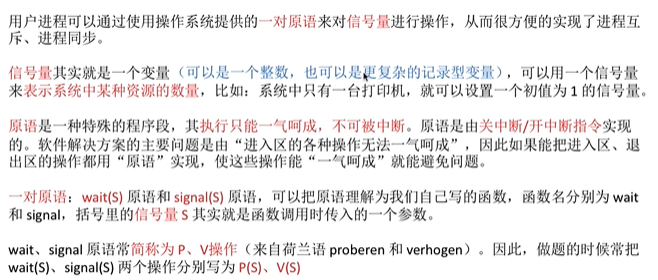 用户进程可以通过使用操作系统提供的一对原语来对信号量进行操作，从而很方便的实现了进程互
斥、进程同步。
信号量其实就是一个变量（可以是一个整数，也可以是更复杂的记录型变量），可以用一个信号量
来表示系统中某种资源的数量，比如：系统中只有一台打印机，就可以设置一个初值为 1 的信号量。
原语是一种特殊的程序段，其执行只能一气呵成，不可被中断。原语是由关中断/开中断指令实现
的。软件解决方案的主要问题是由“进入区的各种操作无法一气呵成”，因此如果能把进入区、退
出区的操作都用“原语”实现，使这些操作能“一气呵成”就能避免问题。
一对原语：wait(S) 原语和 signal(S) 原语，可以把原语理解为我们自己写的函数，函数名分别为 wait
和 signal，括号里的信号量 S 其实就是函数调用时传入的一个参数。
wait、signal 原语常简称为 P、V操作（来自荷兰语 proberen 和 verhogen）。因此，做题的时候常把
wait(S)、signal(S) 两个操作分别写为 P(S)、V(S)